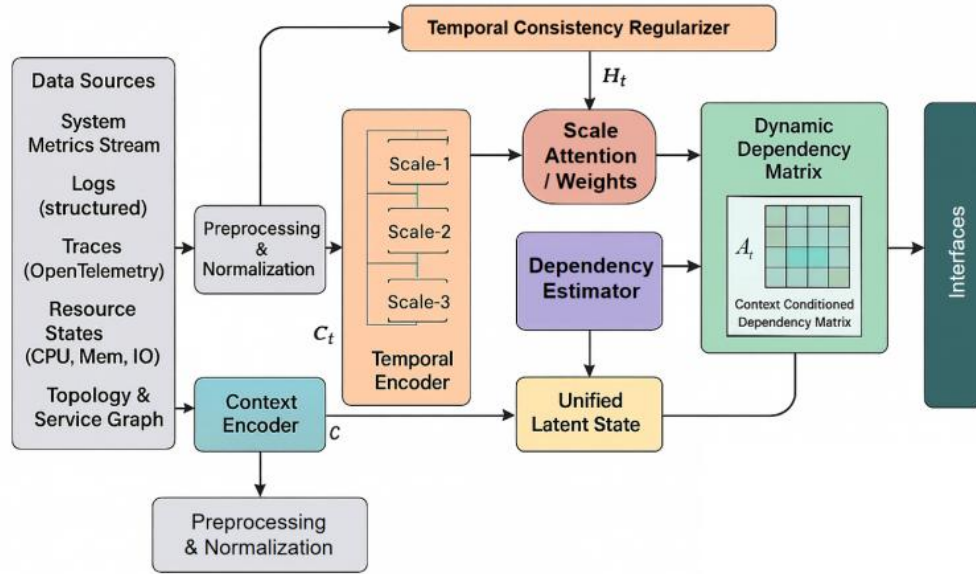 Temporal Consistency Regularizer
H_t
Data Sources
System
Metrics Stream
Logs
(structured)
Traces
(OpenTelemetry)
Resource
States
(CPU, Mem, IO)
Topology &
Service Graph
Preprocessing
&
Normalization
Scale-1
Scale-2
Scale-3
C_t
Temporal
Encoder
Scale
Attention
/ Weights
Dependency
Estimator
Unified
Latent State
Dynamic
Dependency
Matrix
A_t
Context Conditioned
Dependency Matrix
Interfaces
Context
Encoder
C
Preprocessing
& Normalization